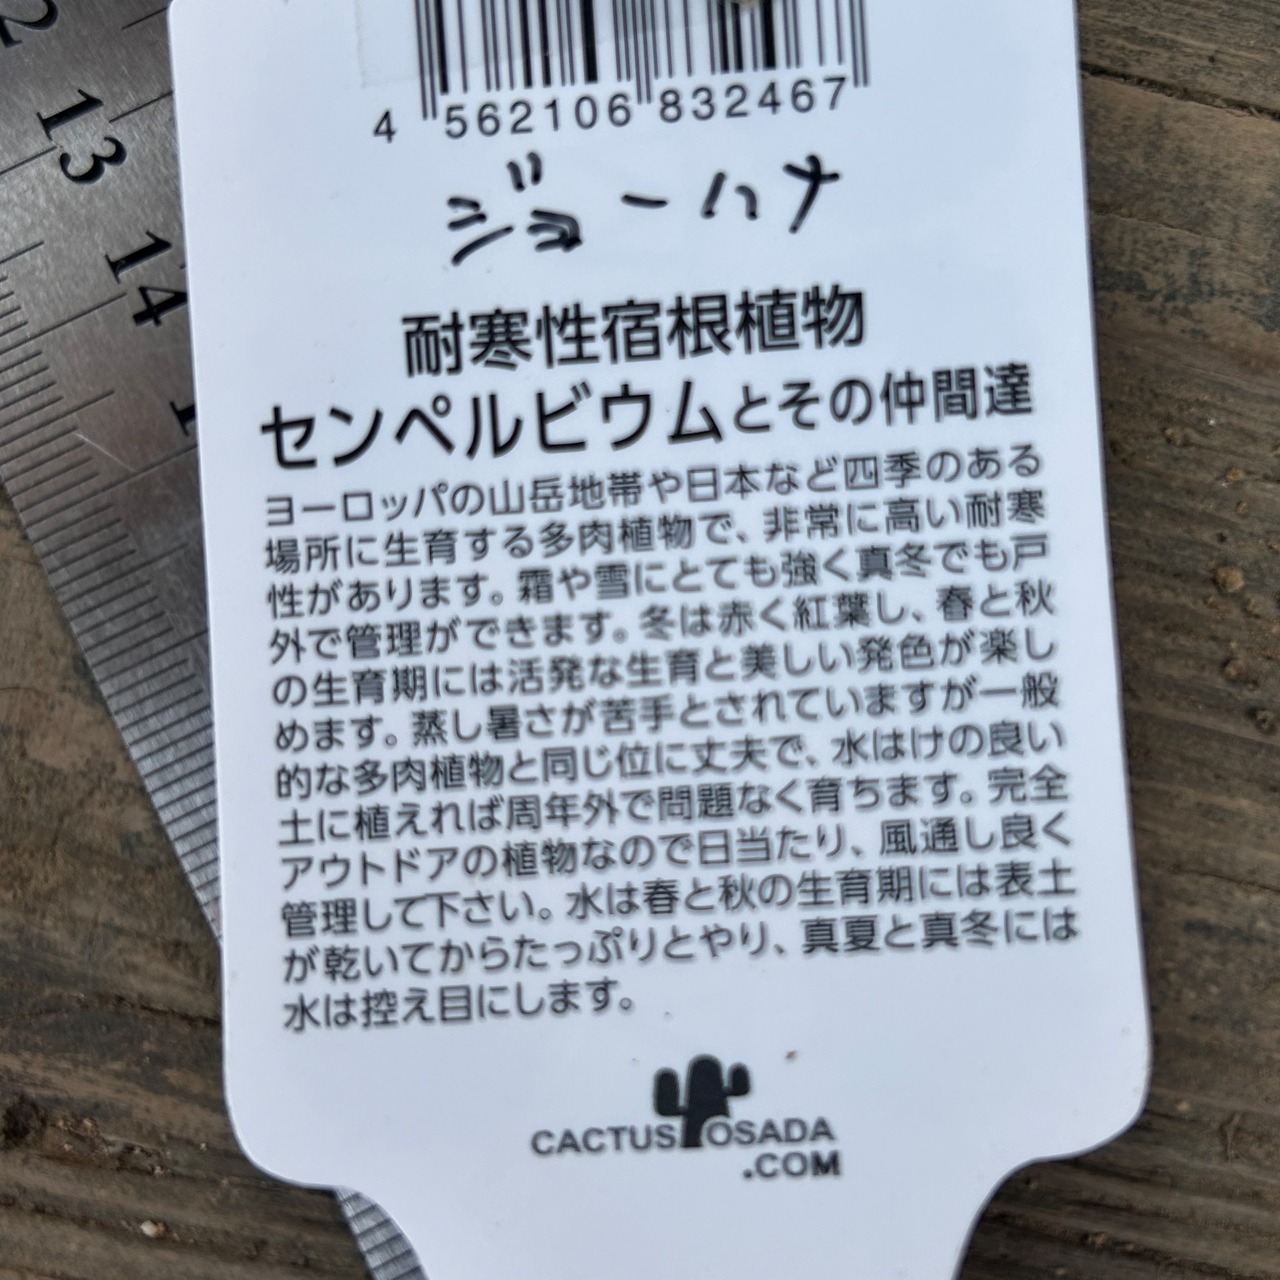 2
13
14
1
4 562106 832467
ジョーハナ
耐寒性宿根植物
センペルビウムとその仲間達
ヨーロッパの山岳地帯や日本など四季のある
場所に生育する多肉植物で、非常に高い耐寒
性があります。霜や雪にとても強く真冬でも戸
外で管理ができます。冬は赤く紅葉し、春と秋
の生育期には活発な生育と美しい発色が楽し
めます。蒸し暑さが苦手とされていますが一般
的な多肉植物と同じ位に丈夫で、水はけの良い
土に植えれば周年外で問題なく育ちます。完全
アウトドアの植物なので日当たり、風通し良く
管理して下さい。水は春と秋の生育期には表土
が乾いてからたっぷりとやり、真夏と真冬には
水は控え目にします。
CACTUS OSADA
.COM